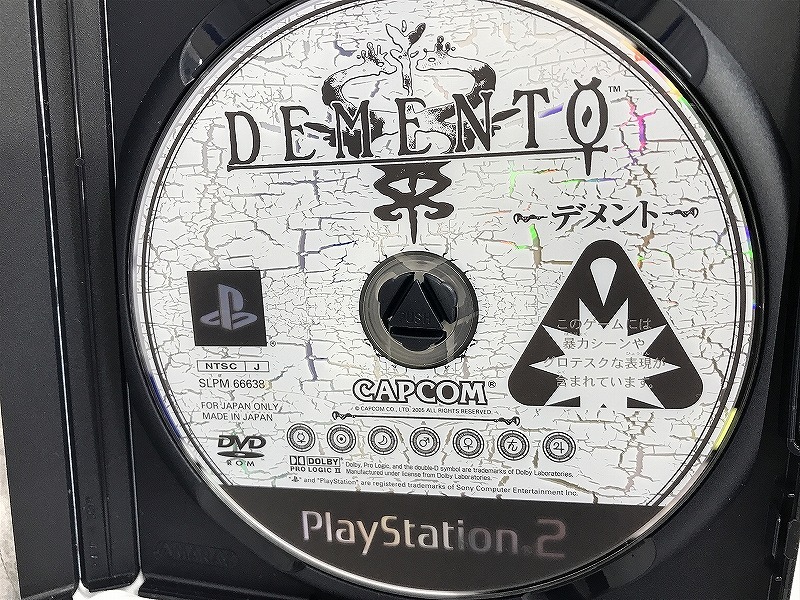 DEMENTO™
デメント
このゲームには
暴力シーンや
グロテスクな表現が
含まれています。
NTSC J
SLPM 66638
FOR JAPAN ONLY
MADE IN JAPAN
DVD
ROM
PUSH
CAPCOM®
© CAPCOM CO., LTD. 2005 ALL RIGHTS RESERVED.
DOLBY
PRO LOGIC II
Dolby, Pro Logic, and the double-D symbol are trademarks of Dolby Laboratories.
Manufactured under license from Dolby Laboratories.
" " and "PlayStation" are registered trademarks of Sony Computer Entertainment Inc.
PlayStation®2